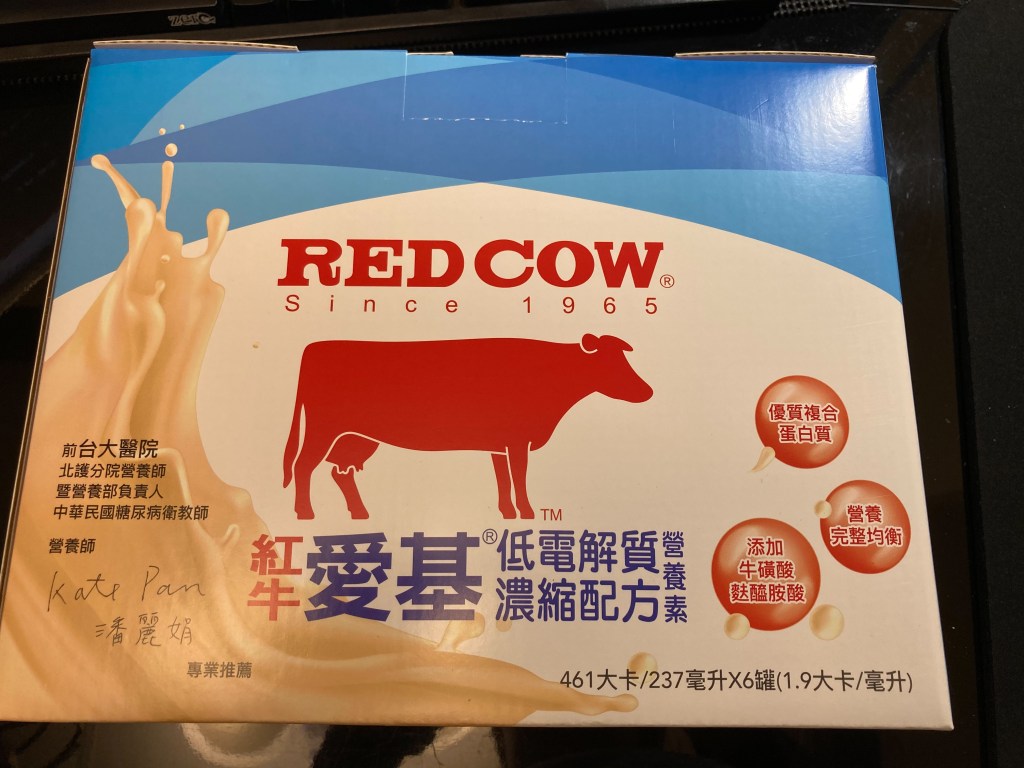 RED COW®
Since 1965
TM
優質複合
蛋白質
營養
完整均衡
添加
牛磺酸
麩醯胺酸
前台大醫院
北護分院營養師
暨營養部負責人
中華民國糖尿病衛教師
營養師
Kate Pan
潘麗娟
專業推薦
紅牛愛基®低電解質
濃縮配方
營養素
461大卡/237毫升X6罐(1.9大卡/毫升)